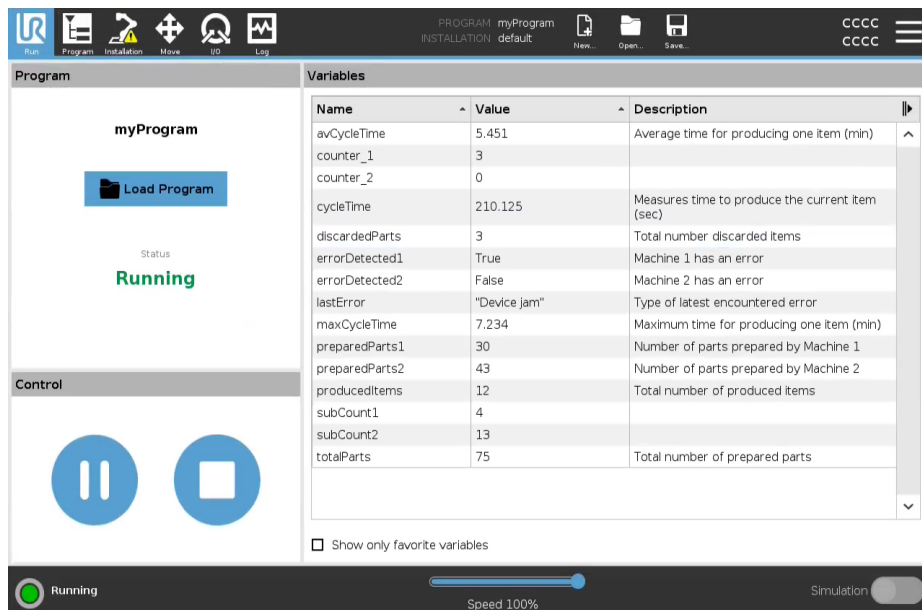 UR
PROGRAM myProgram
INSTALLATION default
CCCC
CCCC
Run Program Installation Move I/O Log New... Open... Save...
Program
myProgram
Load Program
Status
Running
Control
Variables
Name Value Description
avCycleTime 5.451 Average time for producing one item (min)
counter_1 3
counter_2 0
cycleTime 210.125 Measures time to produce the current item
(sec)
discardedParts 3 Total number discarded items
errorDetected1 True Machine 1 has an error
errorDetected2 False Machine 2 has an error
lastError "Device jam" Type of latest encountered error
maxCycleTime 7.234 Maximum time for producing one item (min)
preparedParts1 30 Number of parts prepared by Machine 1
preparedParts2 43 Number of parts prepared by Machine 2
producedItems 12 Total number of produced items
subCount1 4
subCount2 13
totalParts 75 Total number of prepared parts
Show only favorite variables
Running
Speed 100%
Simulation